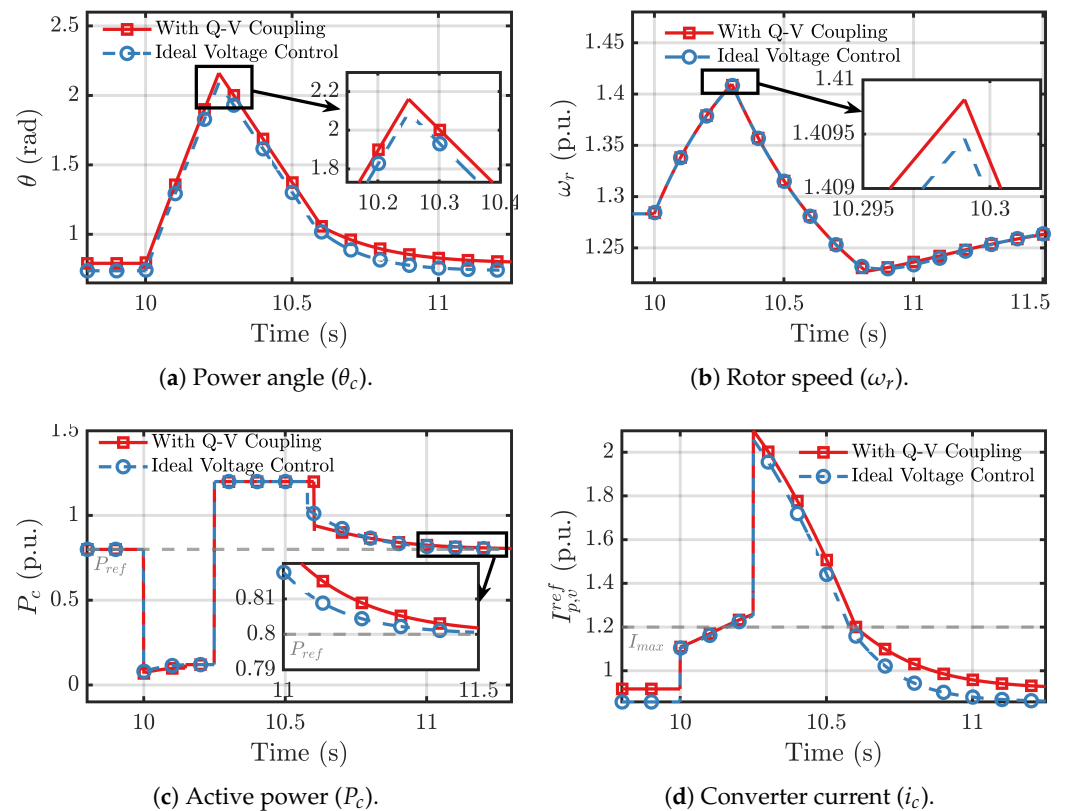 2.5
2
1.5
1
θ (rad)
With Q-V Coupling
Ideal Voltage Control
2.2
2
1.8
10.2
10.3
10.4
10
10.5
11
Time (s)
(a) Power angle (θc).
1.45
1.4
1.35
1.3
1.25
ωr (p.u.)
With Q-V Coupling
Ideal Voltage Control
1.41
1.4095
1.409
10.295
10.3
10
10.5
11
11.5
Time (s)
(b) Rotor speed (ωr).
1.5
1
0.5
0
Pc (p.u.)
With Q-V Coupling
Ideal Voltage Control
Pref
0.81
0.8
0.79
Pref
11
11.5
10
10.5
11
Time (s)
(c) Active power (Pc).
2
1.8
1.6
1.4
1.2
1
I^ref_p,v (p.u.)
With Q-V Coupling
Ideal Voltage Control
Imax
10
10.5
11
Time (s)
(d) Converter current (ic).